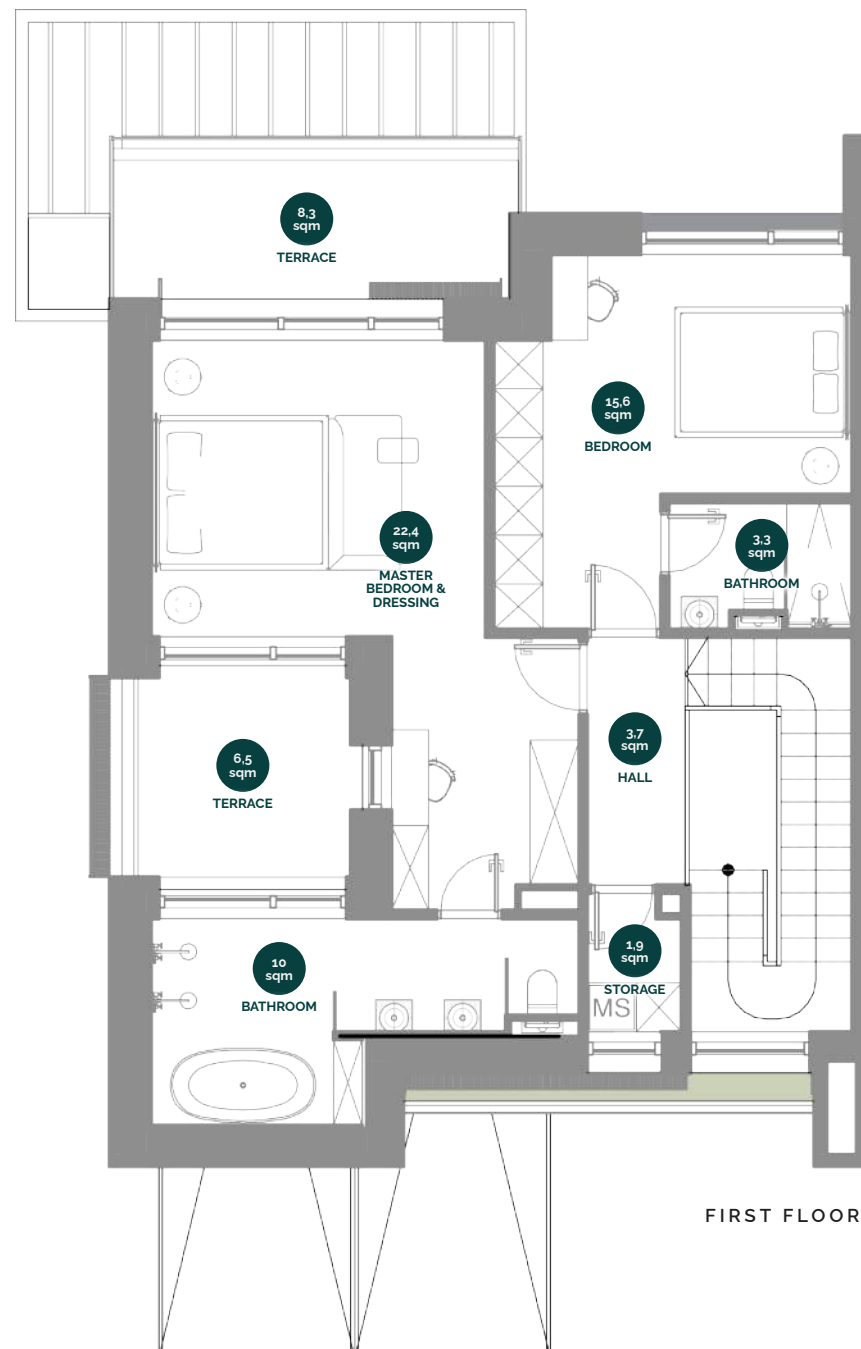 8,3
sqm
TERRACE
15,6
sqm
BEDROOM
22,4
sqm
MASTER
BEDROOM &
DRESSING
3,3
sqm
BATHROOM
6,5
sqm
TERRACE
3,7
sqm
HALL
10
sqm
BATHROOM
1,9
sqm
STORAGE
MS
FIRST FLOOR